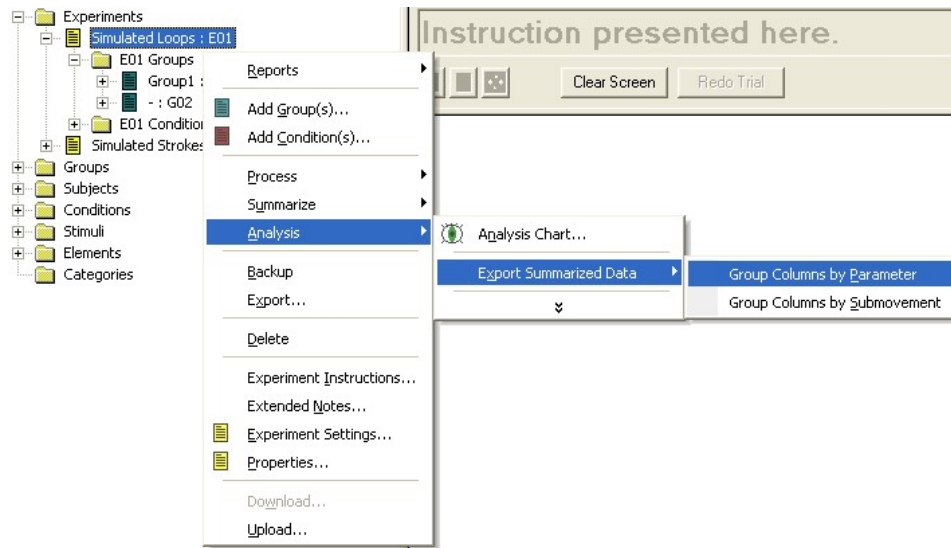 Experiments
Simulated Loops : E01
E01 Groups
Group1 :
- : G02
E01 Condition
Simulated Strokes
Groups
Subjects
Conditions
Stimuli
Elements
Categories
Instruction presented here.
Clear Screen
Redo Trial
Reports
Add Group(s)...
Add Condition(s)...
Process
Summarize
Analysis
Backup
Export...
Delete
Experiment Instructions...
Extended Notes...
Experiment Settings...
Properties...
Download...
Upload...
Analysis Chart...
Export Summarized Data
Group Columns by Parameter
Group Columns by Submovement